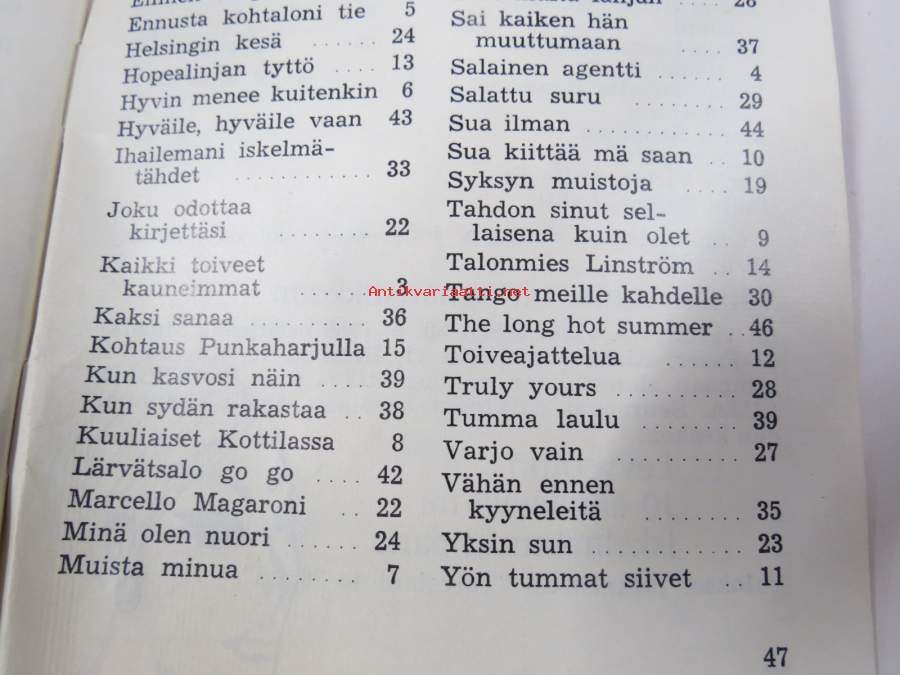 Ennusta kohtaloni tie 5
Helsingin kesä ...... 24
Hopealinjan tyttö .... 13
Hyvin menee kuitenkin 6
Hyväile, hyväile vaan 43
Ihailemani iskelmä-
tähdet ............ 33
Joku odottaa
kirjettäsi ........ 22
Kaikki toiveet
kauneimmat ....... 3
Kaksi sanaa .......... 36
Kohtaus Punkaharjulla 15
Kun kasvosi näin .... 39
Kun sydän rakastaa .. 38
Kuuliaiset Kottilassa 8
Lärvätsalo go go .... 42
Marcello Magaroni .. 22
Minä olen nuori ..... 24
Muista minua ........ 7
28
Sai kaiken hän
muuttumaan .... 37
Salainen agentti ...... 4
Salattu suru ........ 29
Sua ilman ............ 44
Sua kiittää mä saan .. 10
Syksyn muistoja .... 19
Tahdon sinut sel-
laisena kuin olet .. 9
Talonmies Linström .. 14
Tango meille kahdelle 30
The long hot summer .. 46
Toiveajattelua ...... 12
Truly yours .......... 28
Tumma laulu ........ 39
Varjo vain .......... 27
Vähän ennen
kyyneleitä ........ 35
Yksin sun ............ 23
Yön tummat siivet .. 11
47
Antikvariaatti.net